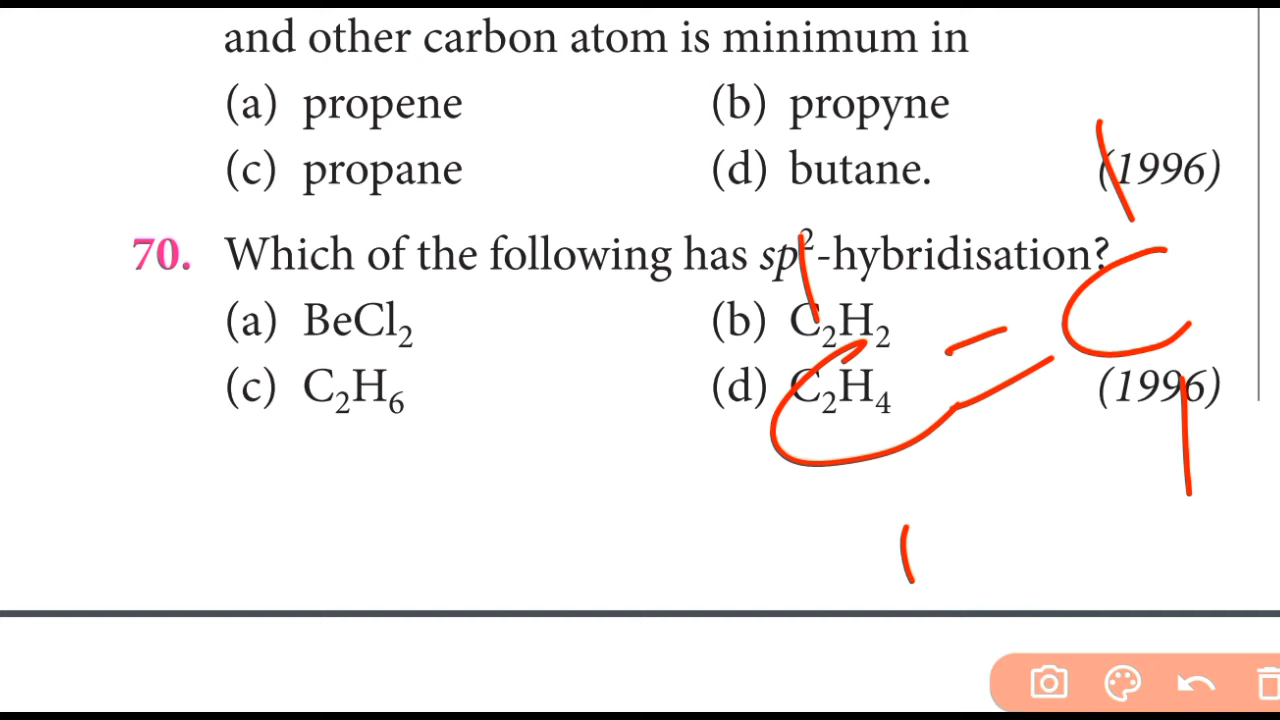 and other carbon atom is minimum in
(a) propene (b) propyne
(c) propane (d) butane. (1996)
70. Which of the following has sp²-hybridisation?
(a) BeCl₂ (b) C₂H₂
(c) C₂H₆ (d) C₂H₄ (1996)
C = C